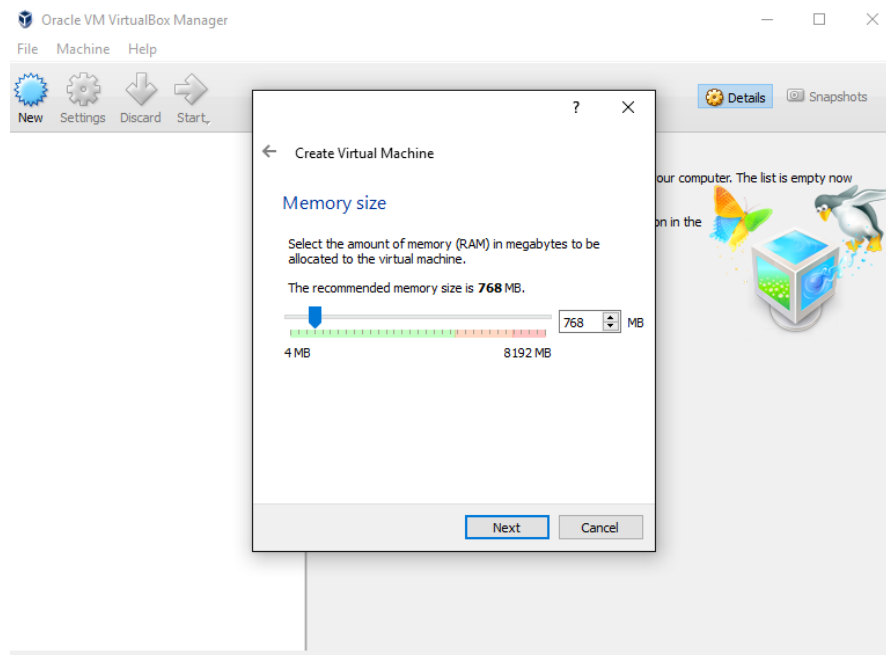 Oracle VM VirtualBox Manager
File Machine Help
New Settings Discard Start
Details Snapshots
?
Create Virtual Machine
our computer. The list is empty now
Memory size
on in the
Select the amount of memory (RAM) in megabytes to be
allocated to the virtual machine.
The recommended memory size is 768 MB.
768 MB
4 MB 8192 MB
Next Cancel